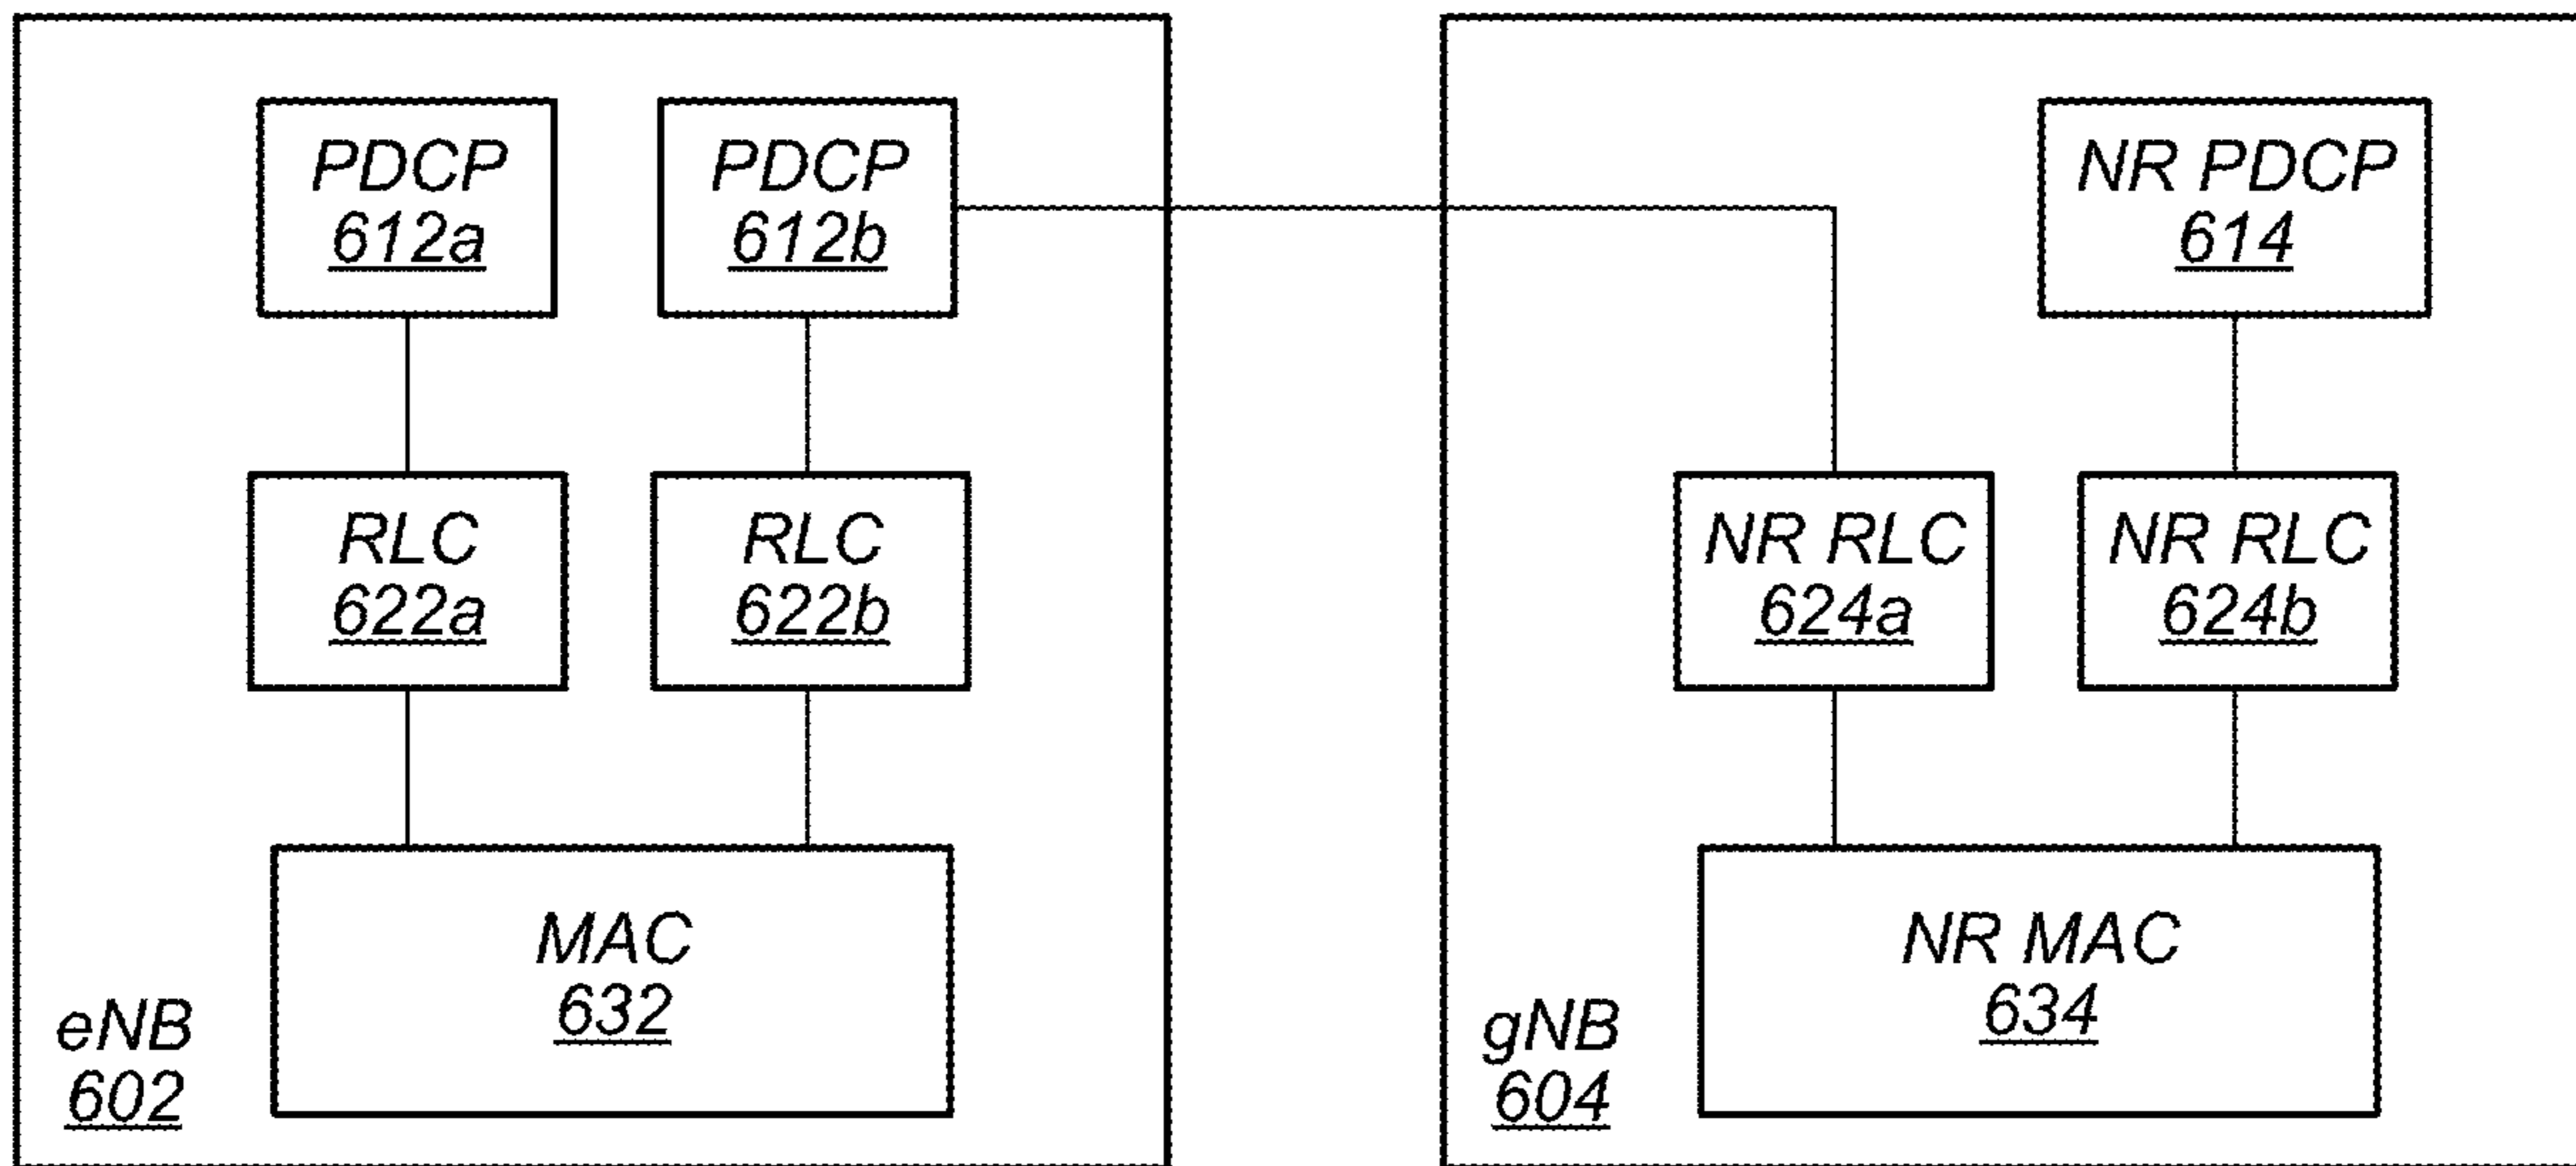 PDCP
612a
PDCP
612b
NR PDCP
614
RLC
622a
RLC
622b
NR RLC
624a
NR RLC
624b
MAC
632
NR MAC
634
eNB
602
gNB
604